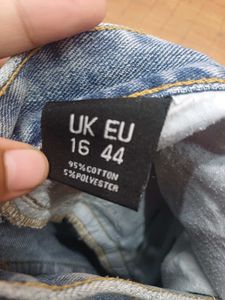 UK EU
16 44
95% COTTON
5% POLYESTER